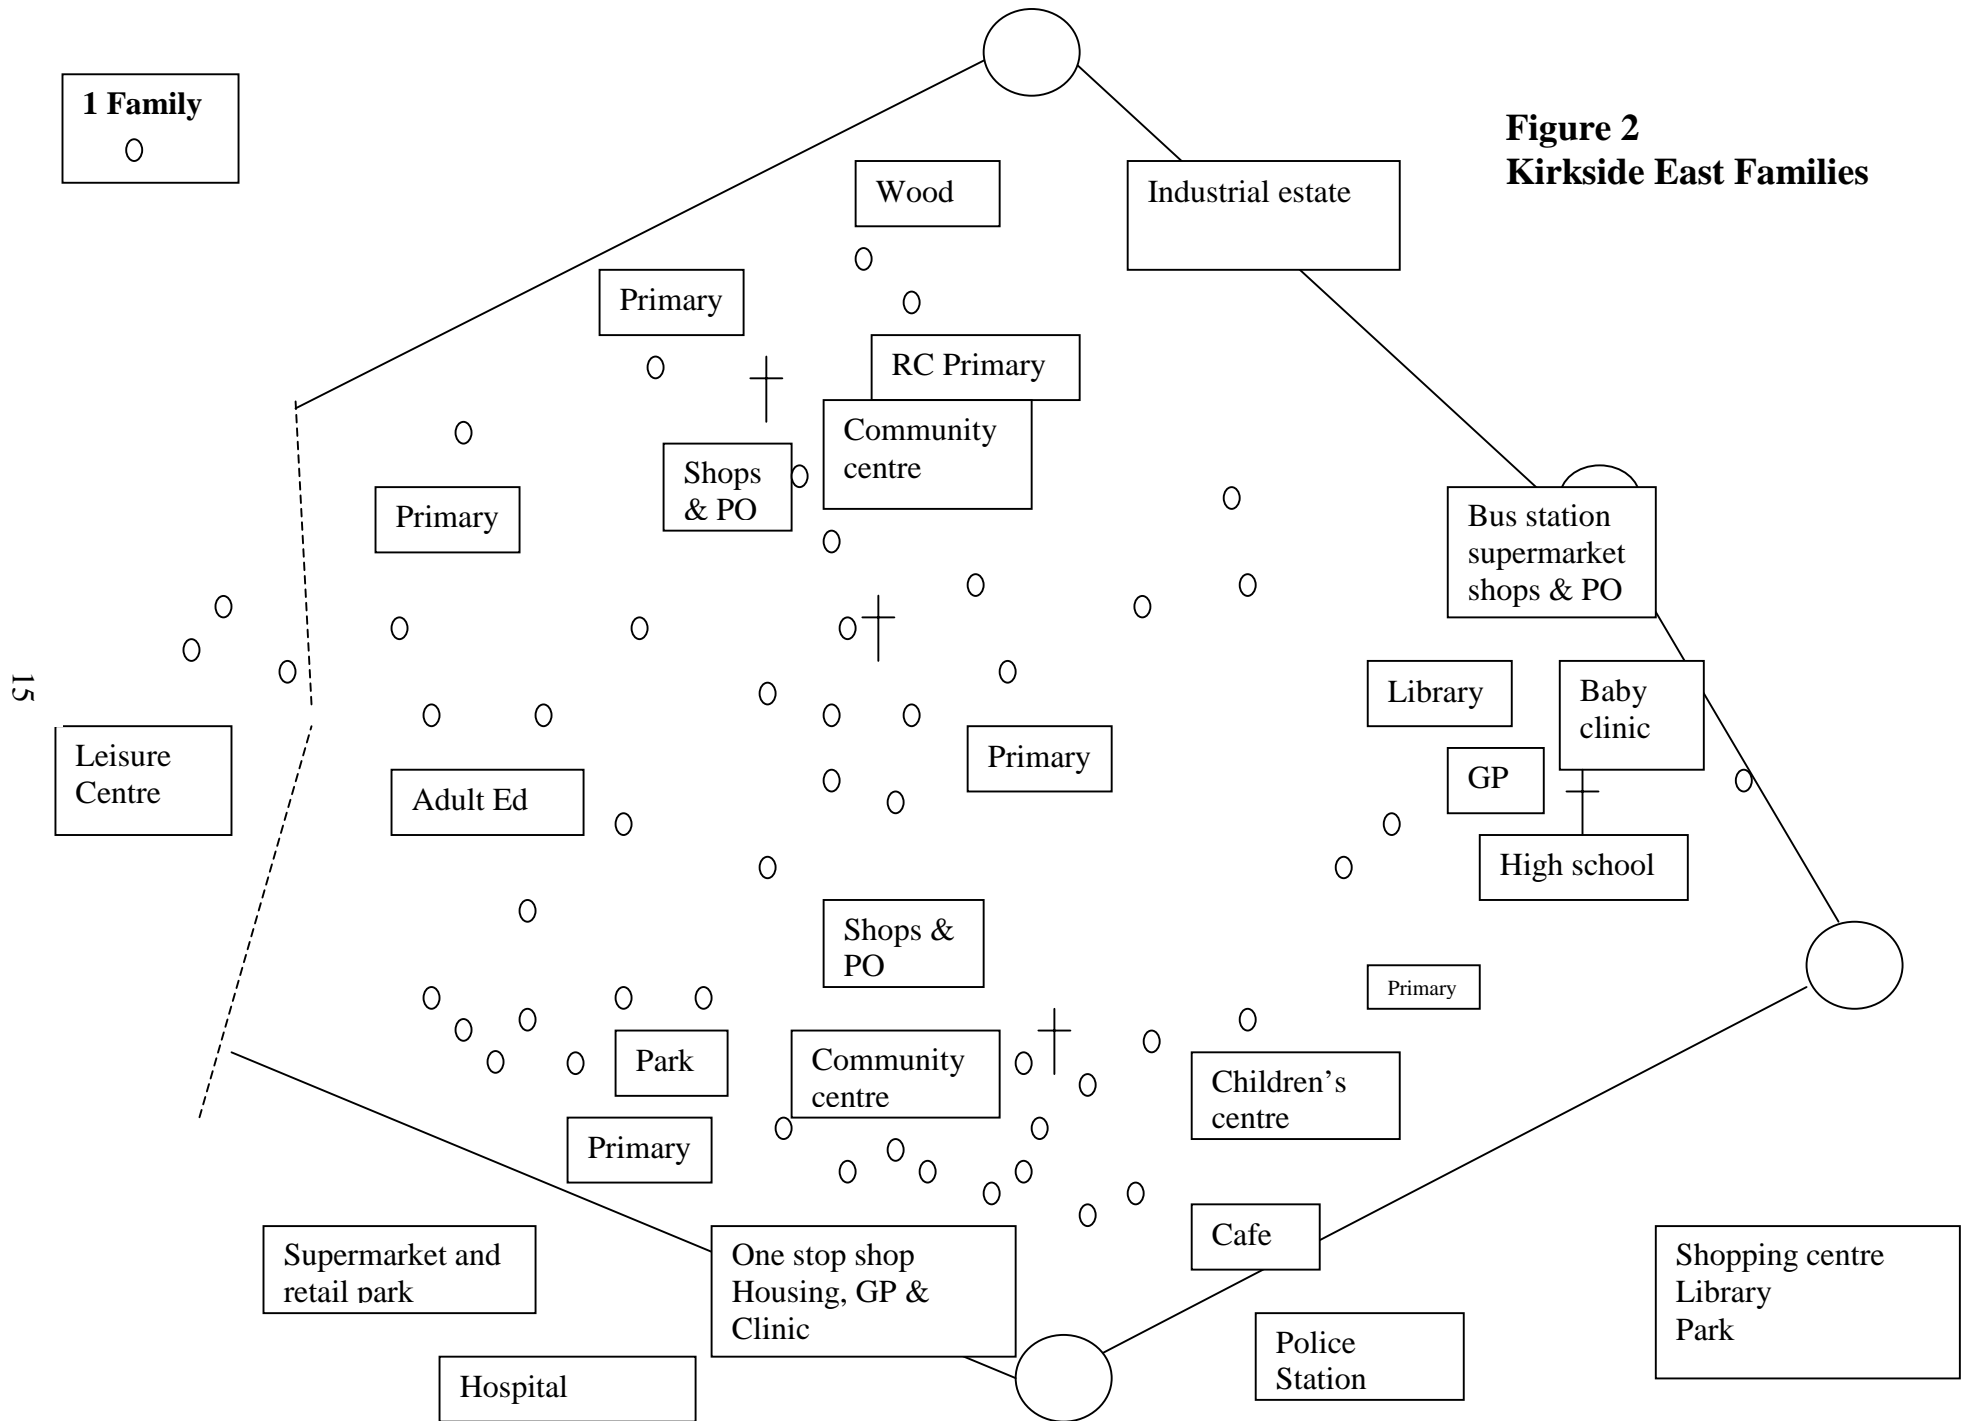 1 Family
Figure 2
Kirkside East Families
Wood
Industrial estate
Primary
RC Primary
Community
centre
Shops
& PO
Primary
Bus station
supermarket
shops & PO
15
Library
Baby
clinic
Leisure
Centre
Primary
GP
Adult Ed
High school
Shops &
PO
Primary
Park
Community
centre
Children’s
centre
Primary
Cafe
Supermarket and
retail park
One stop shop
Housing, GP &
Clinic
Shopping centre
Library
Park
Police
Station
Hospital